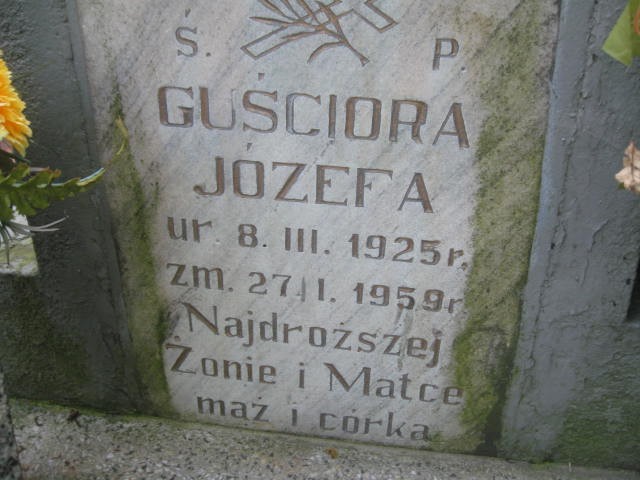 Ś. P.
GUŚCIORA
JÓZEFA
ur. 8. III. 1925 r.
zm. 27. I. 1959 r
Najdroższej
Żonie i Matce
mąż i córka